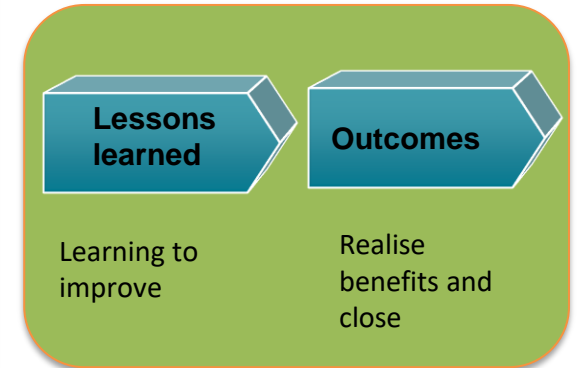 Lessons
learned
Outcomes
Learning to
improve
Realise
benefits and
close